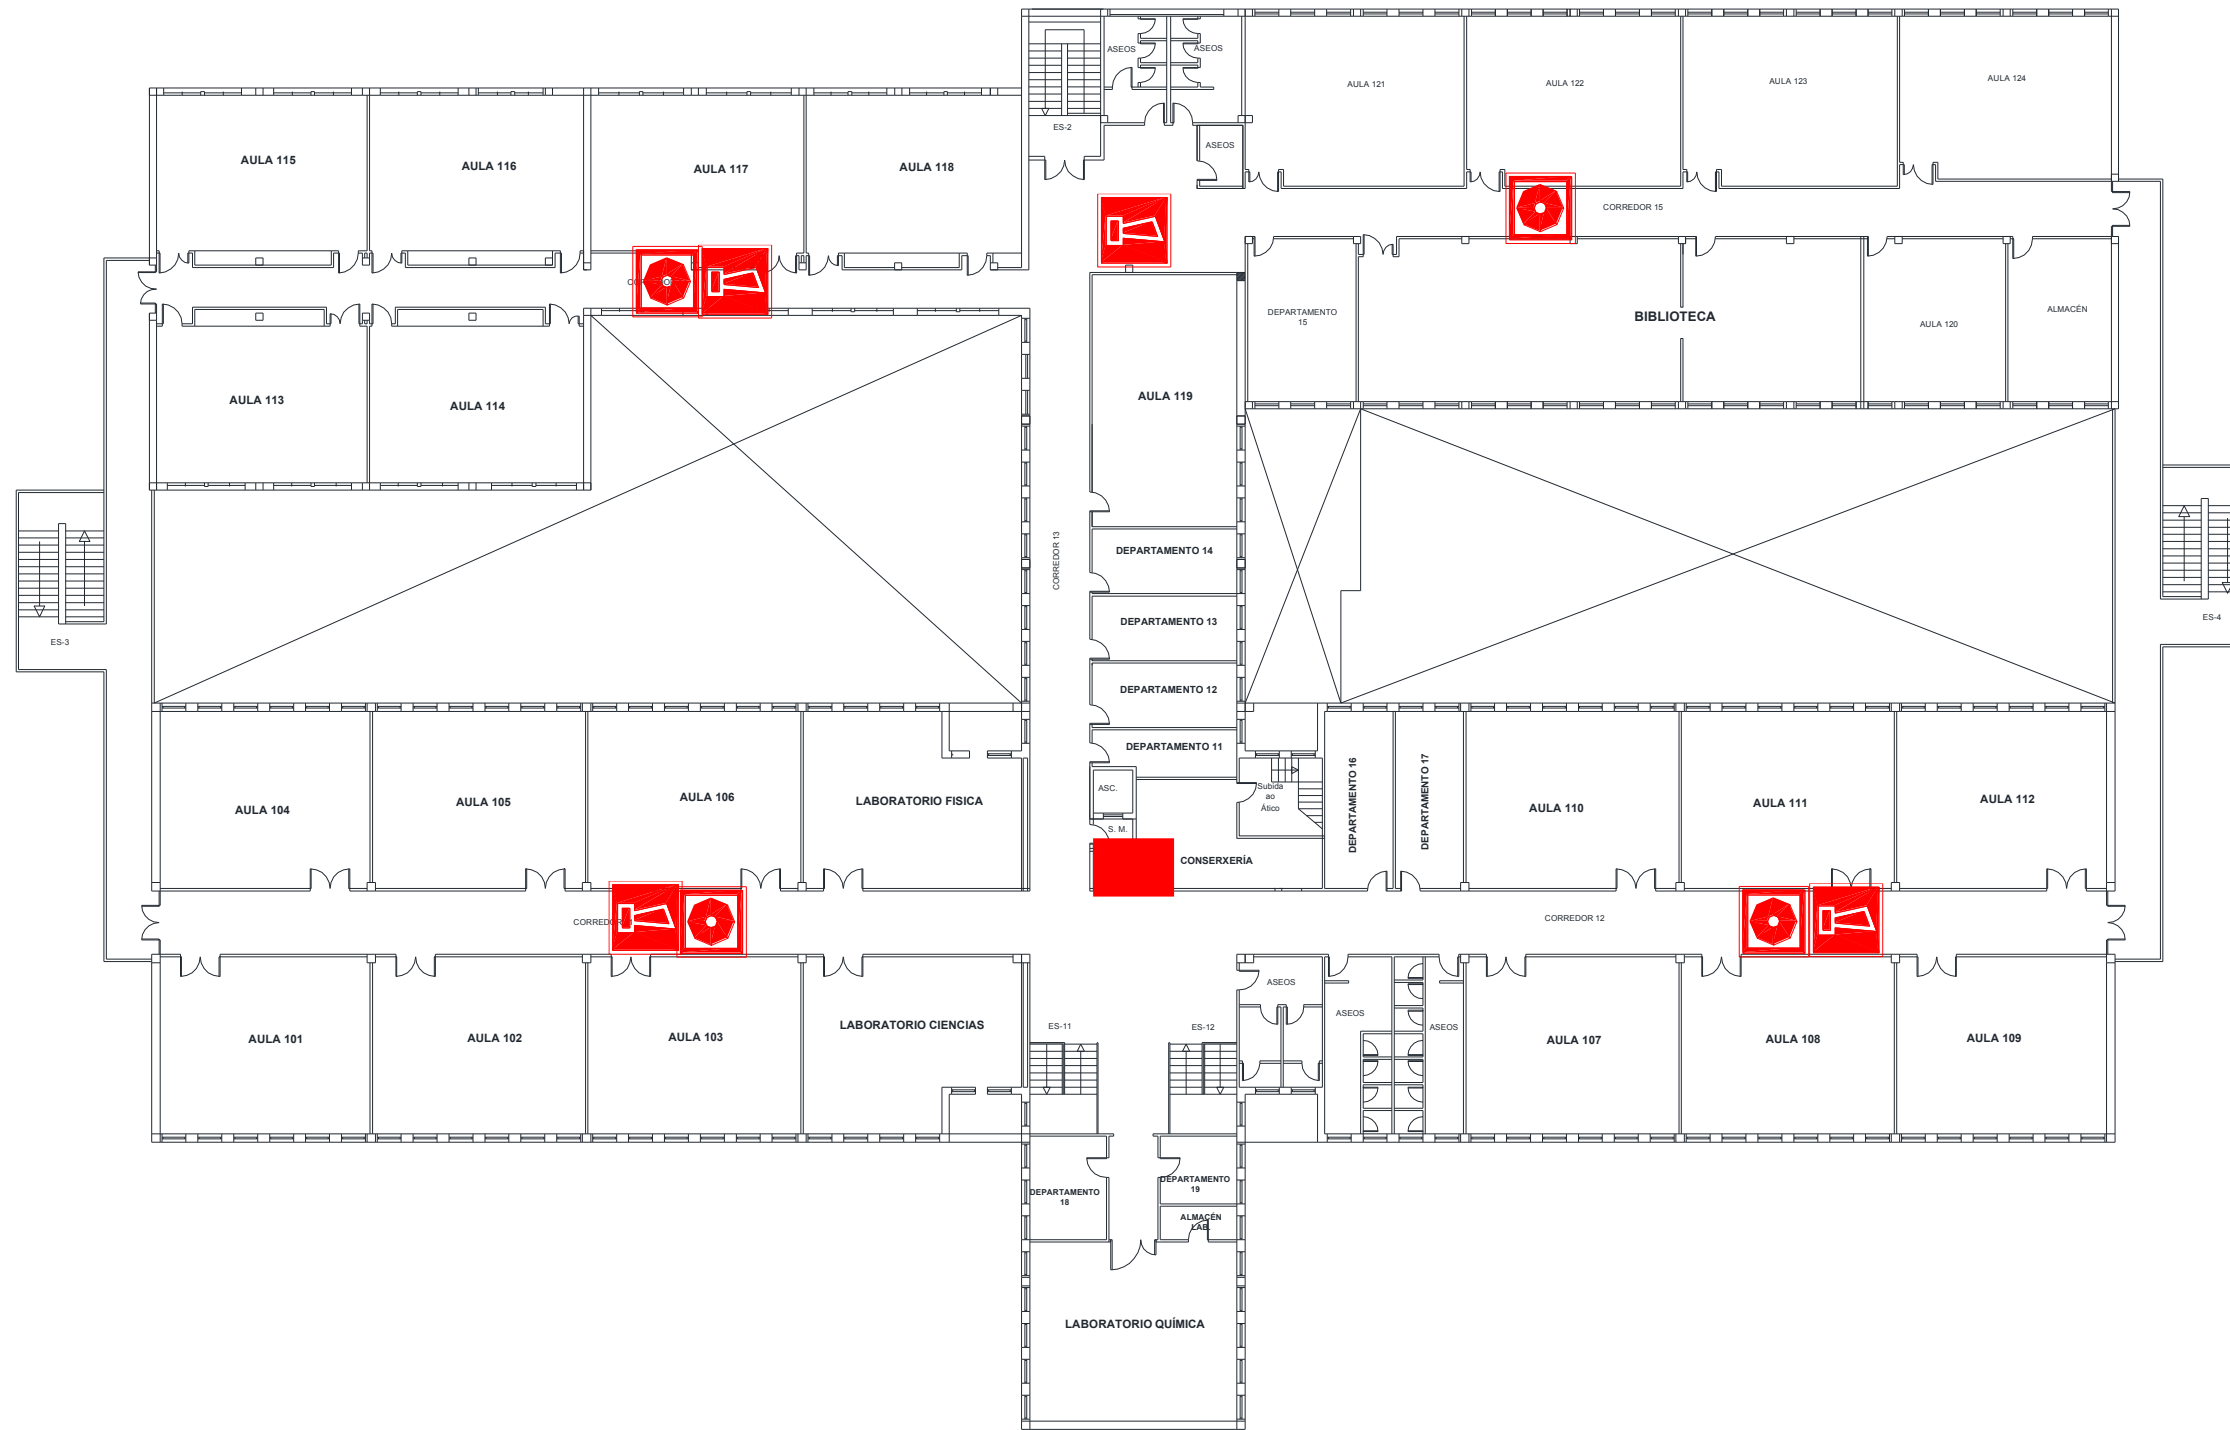 ASEOS
ASEOS
AULA 121
AULA 122
AULA 123
AULA 124
ES-2
ASEOS
AULA 115
AULA 116
AULA 117
AULA 118
CORREDOR 15
DEPARTAMENTO
15
BIBLIOTECA
AULA 120
ALMACÉN
AULA 113
AULA 114
AULA 119
CORREDOR 13
DEPARTAMENTO 14
DEPARTAMENTO 13
DEPARTAMENTO 12
DEPARTAMENTO 11
ES-3
ES-4
AULA 104
AULA 105
AULA 106
LABORATORIO FISICA
ASC.
S. M.
Subida
ao
Ático
CONSERXERÍA
DEPARTAMENTO 16
DEPARTAMENTO 17
AULA 110
AULA 111
AULA 112
CORREDOR 12
AULA 101
AULA 102
AULA 103
LABORATORIO CIENCIAS
ES-11
ES-12
ASEOS
ASEOS
ASEOS
AULA 107
AULA 108
AULA 109
DEPARTAMENTO
18
DEPARTAMENTO
19
ALMACÉN
LAB.
LABORATORIO QUÍMICA